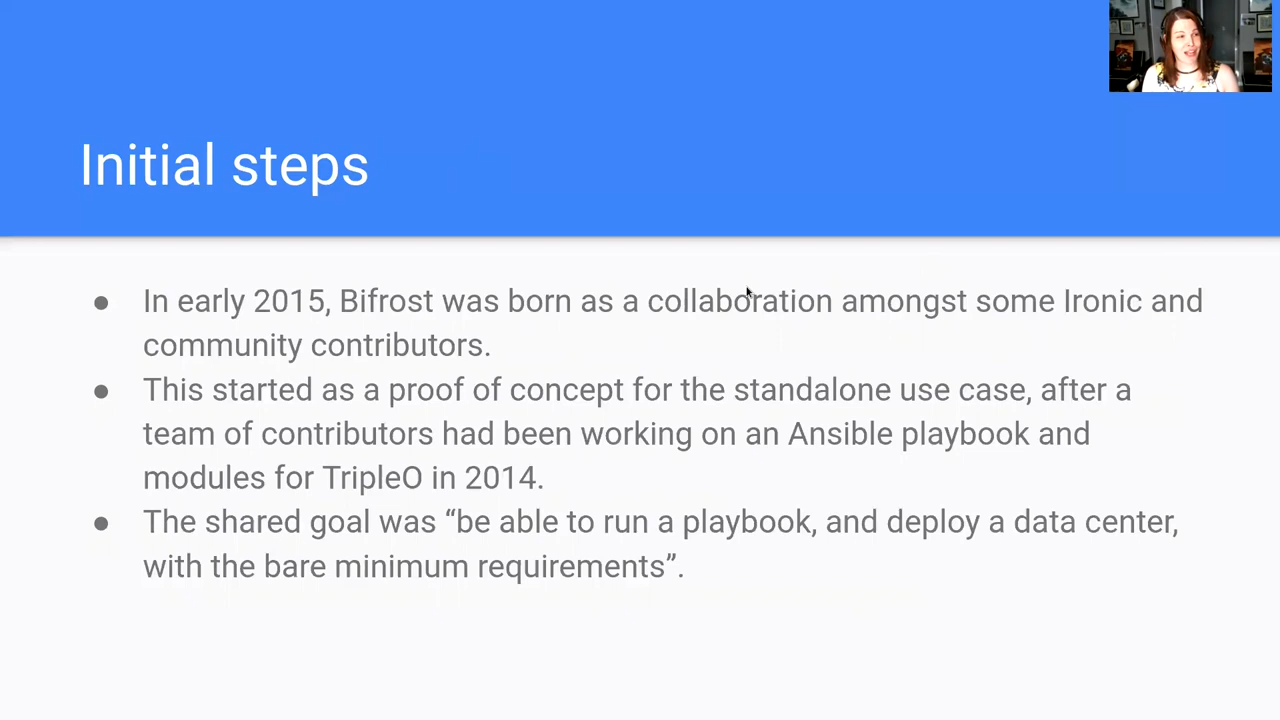 Initial steps
● In early 2015, Bifrost was born as a collaboration amongst some Ironic and
community contributors.
● This started as a proof of concept for the standalone use case, after a
team of contributors had been working on an Ansible playbook and
modules for TripleO in 2014.
● The shared goal was “be able to run a playbook, and deploy a data center,
with the bare minimum requirements”.